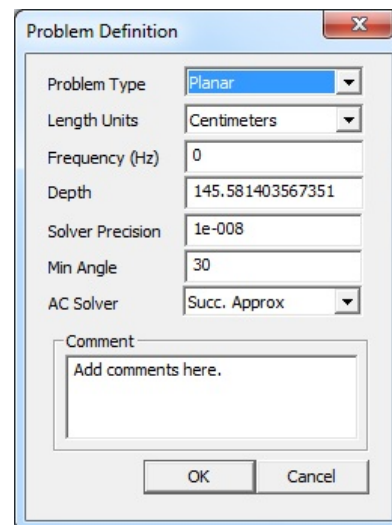 Problem Definition
Problem Type Planar
Length Units Centimeters
Frequency (Hz) 0
Depth 145.581403567351
Solver Precision 1e-008
Min Angle 30
AC Solver Succ. Approx
Comment
Add comments here.
OK Cancel